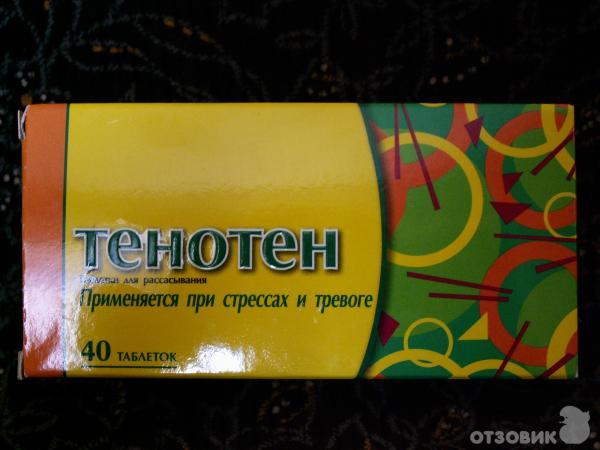 ТЕНОТЕН
Таблетки для рассасывания
Применяется при стрессах и тревоге
40 ТАБЛЕТОК
ОТЗОВИК